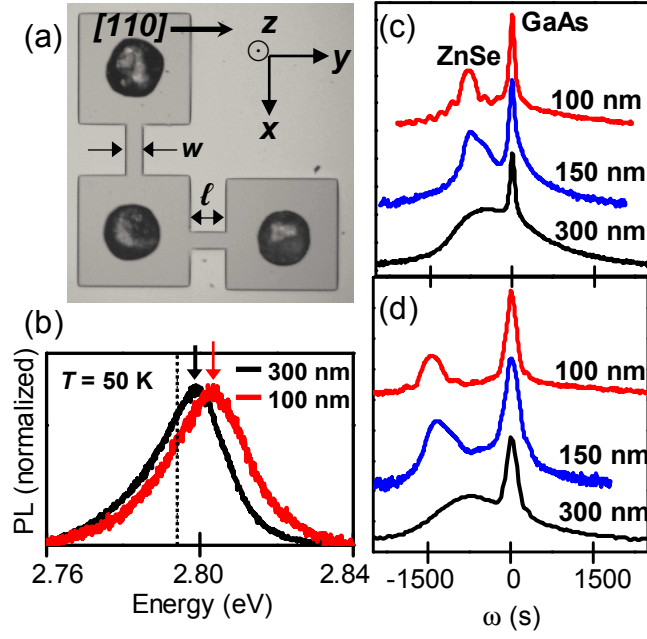 (a)
[110]
z
y
x
w
ℓ
(b)
T = 50 K
300 nm
100 nm
PL (normalized)
2.76
2.80
2.84
Energy (eV)
(c)
GaAs
ZnSe
100 nm
150 nm
300 nm
(d)
100 nm
150 nm
300 nm
-1500
0
1500
ω (s)